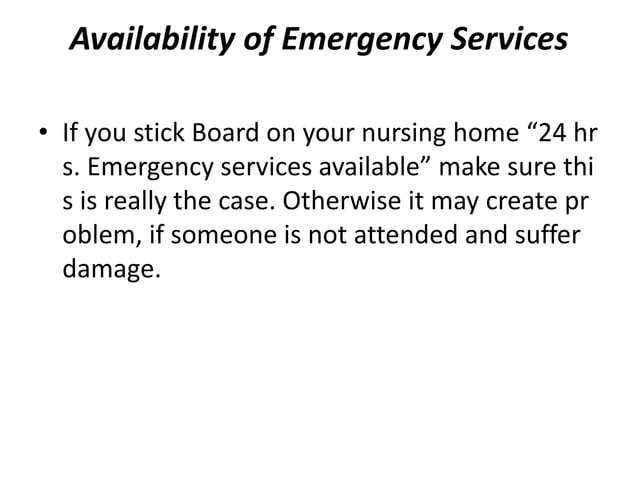 Availability of Emergency Services
• If you stick Board on your nursing home “24 hr
s. Emergency services available” make sure thi
s is really the case. Otherwise it may create pr
oblem, if someone is not attended and suffer
damage.